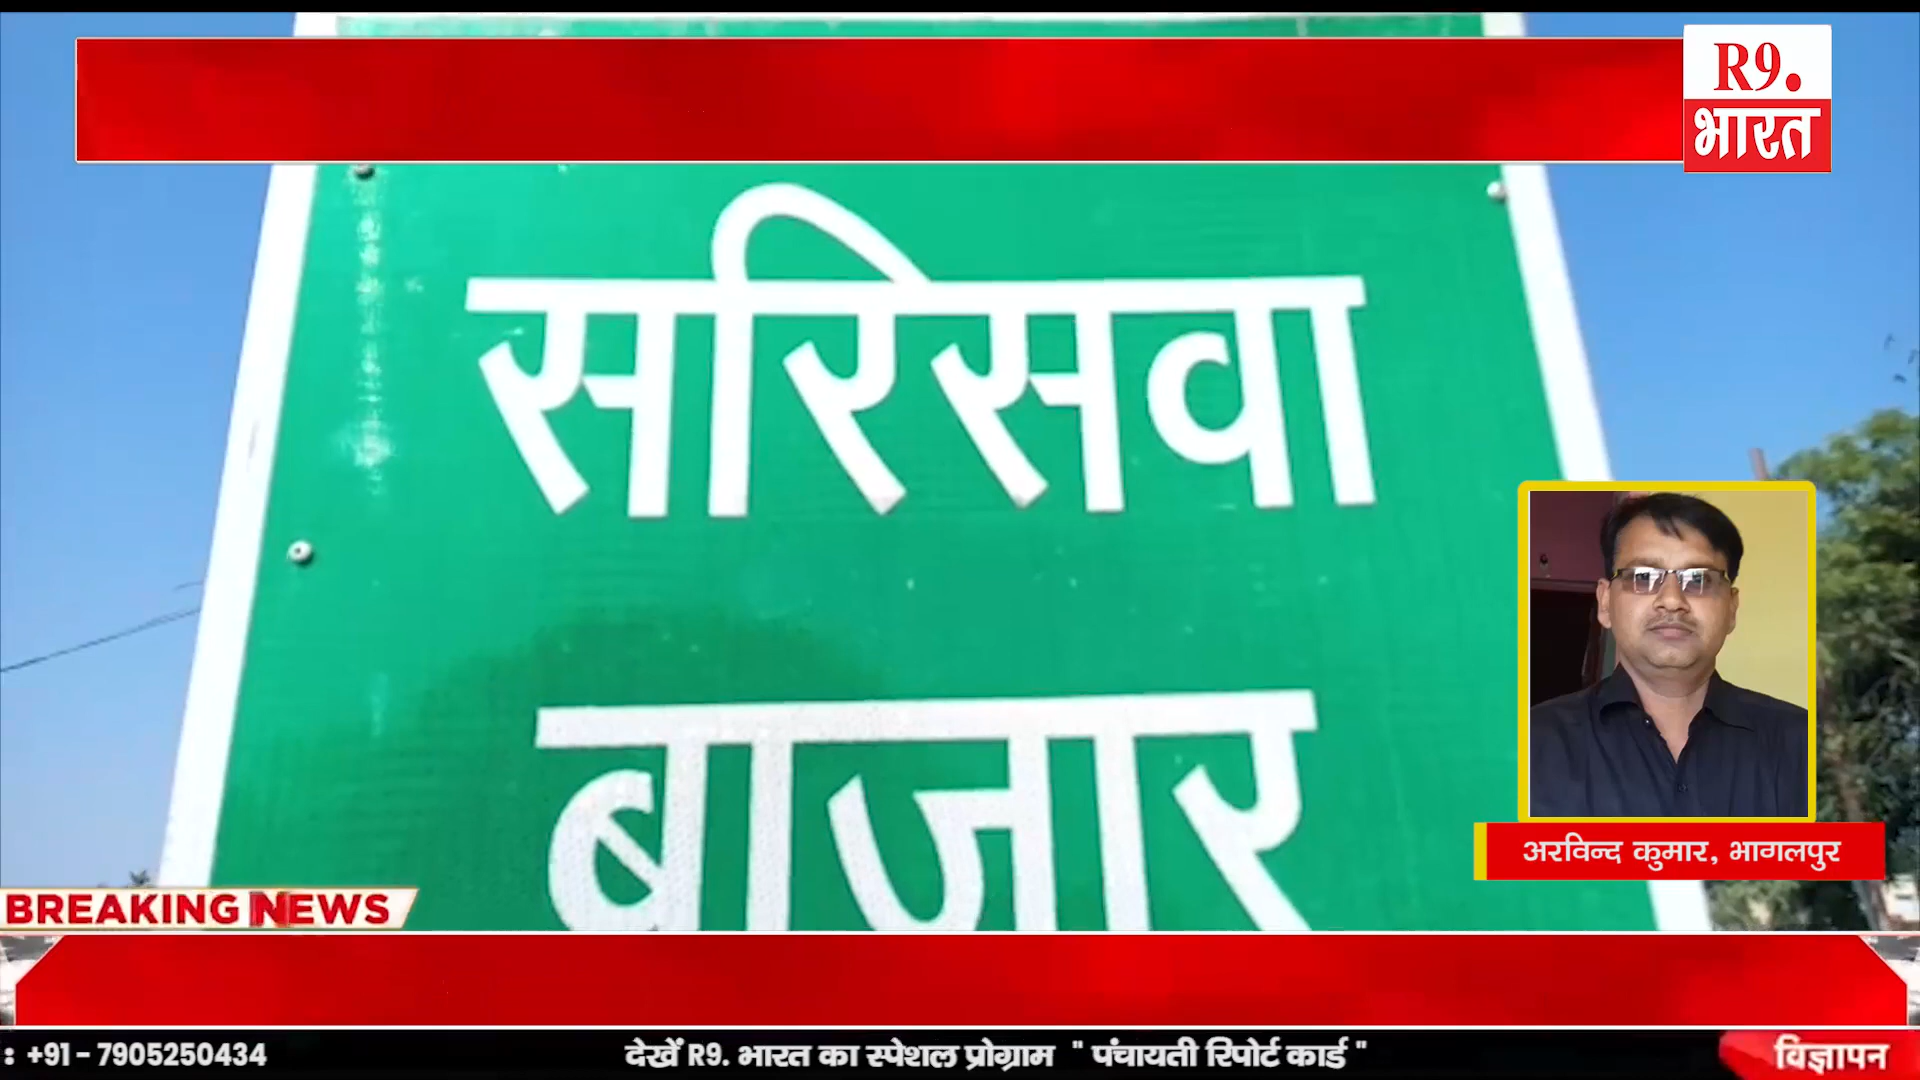 R9.
भारत
सरिसवा
बाजार
अरविन्द कुमार, भागलपुर
BREAKING NEWS
: +91 - 7905250434
देखें R9. भारत का स्पेशल प्रोग्राम " पंचायती रिपोर्ट कार्ड "
विज्ञापन